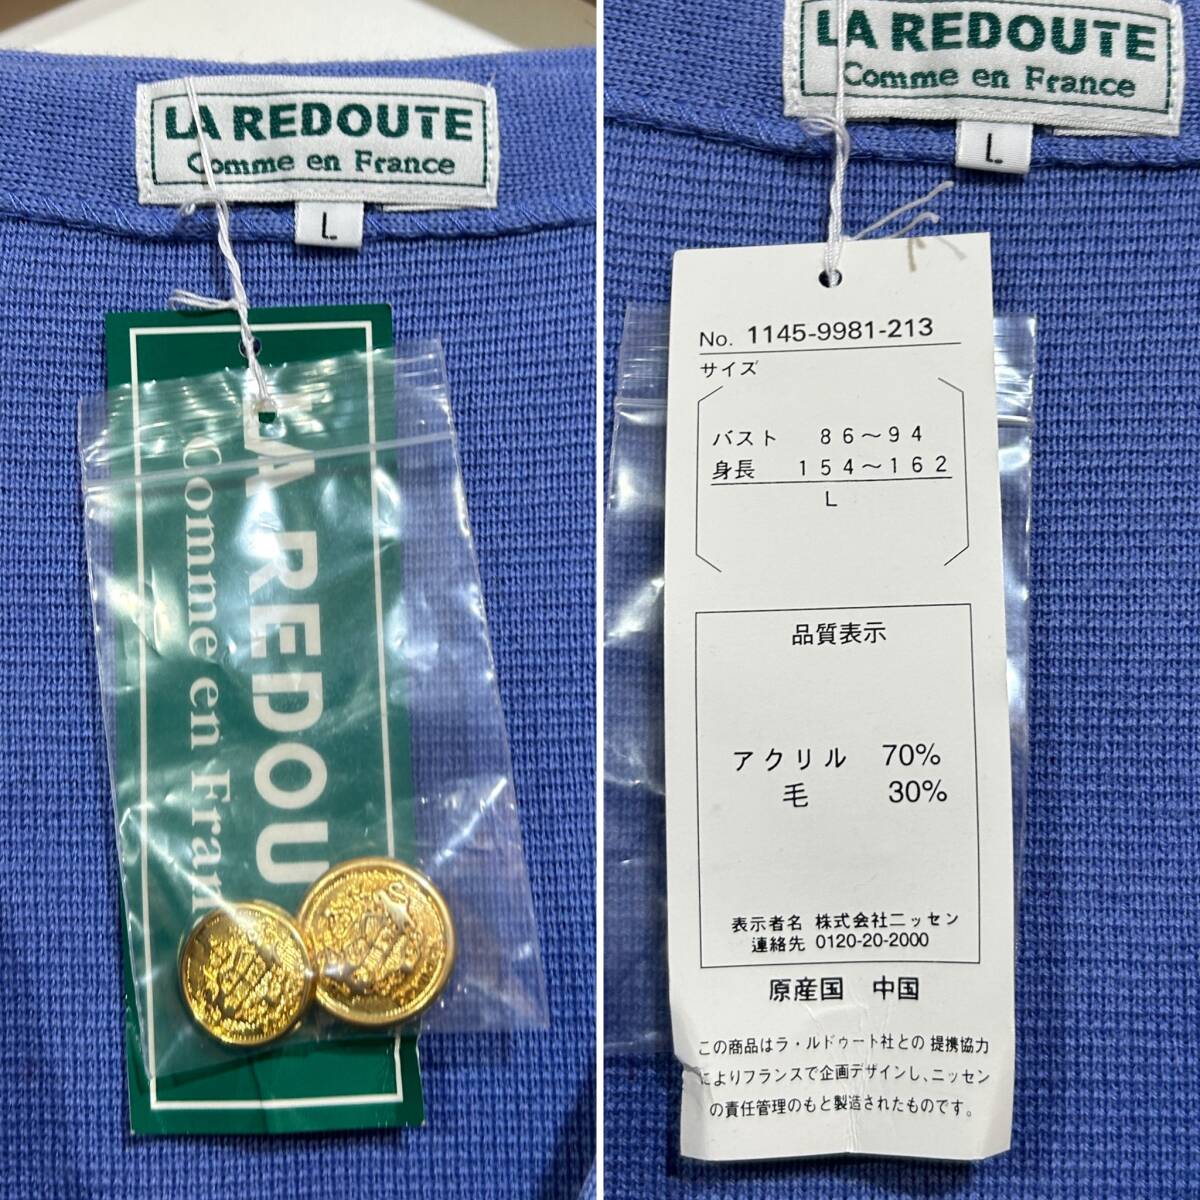 LA REDOUTE
Comme en France
L
LA REDOU
Comme en Fran
LA REDOUTE
Comme en France
L
No. 1145-9981-213
サイズ
バスト 86～94
身長 154～162
L
品質表示
アクリル 70%
毛 30%
表示者名 株式会社ニッセン
連絡先 0120-20-2000
原産国 中国
この商品はラ・ルドゥート社との提携協力
によりフランスで企画デザインし、ニッセン
の責任管理のもと製造されたものです。